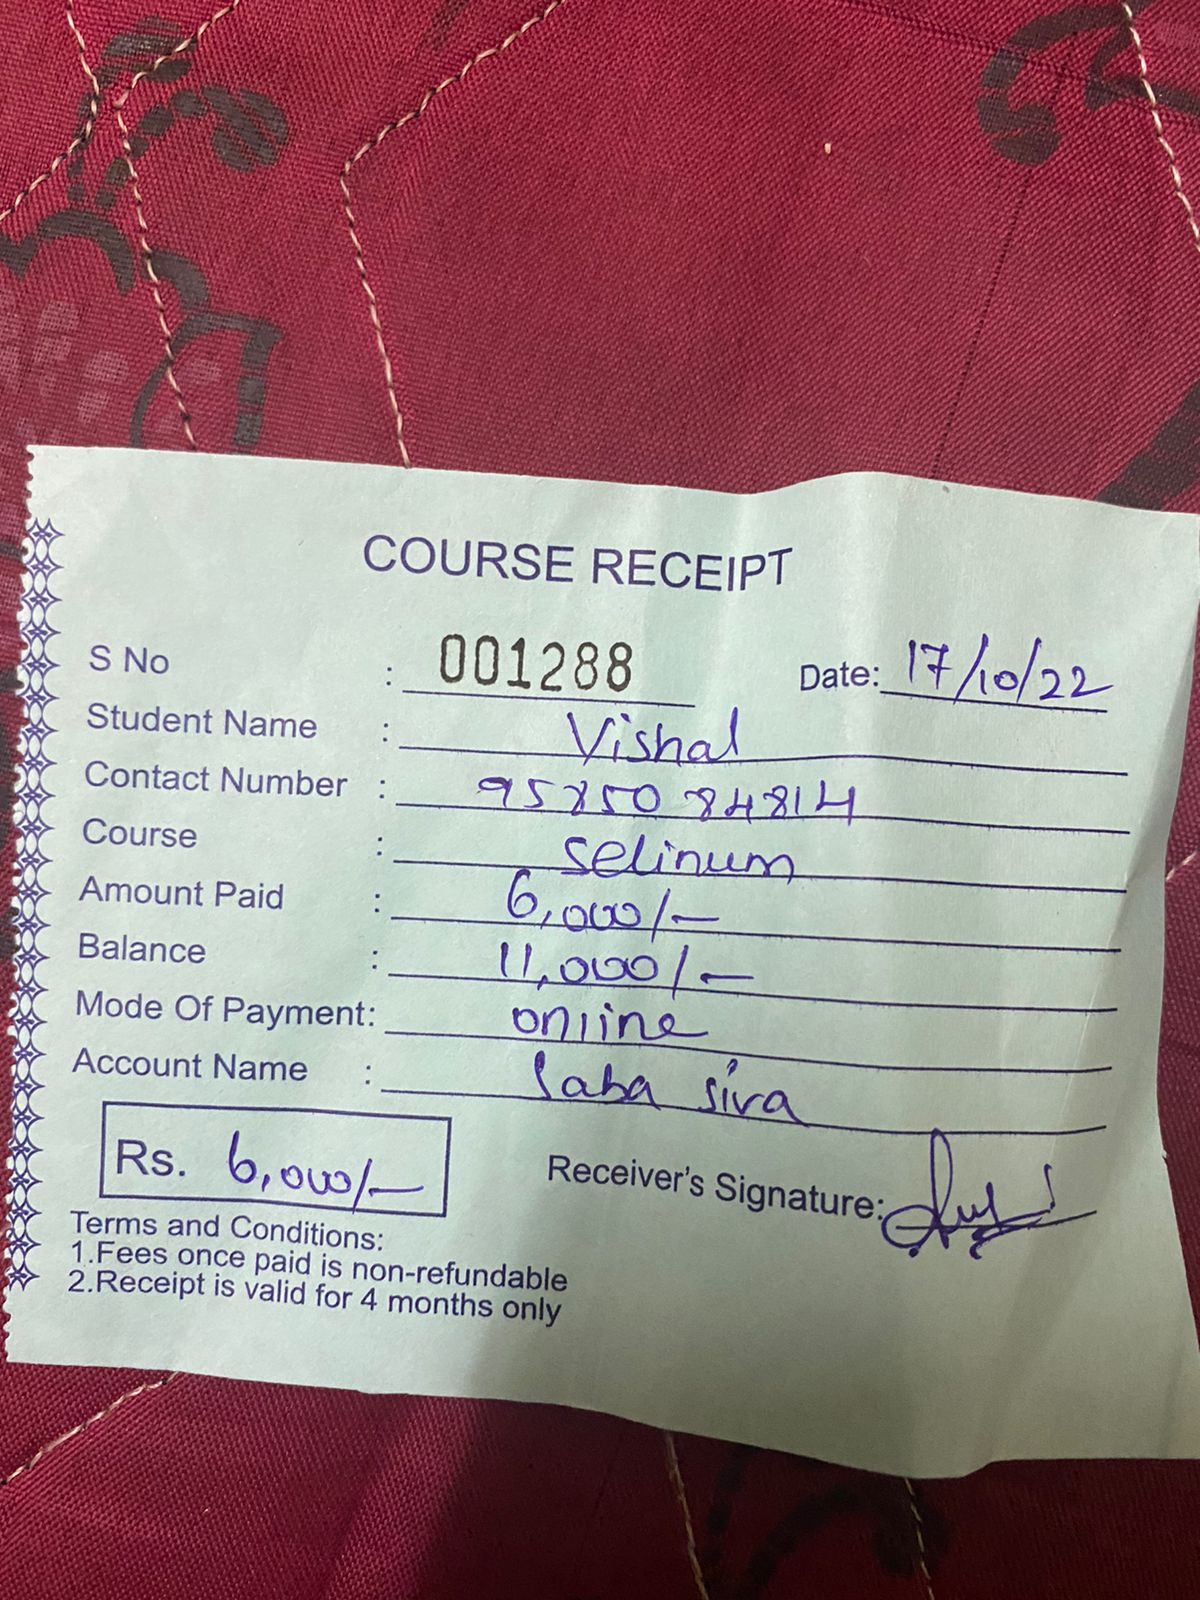 COURSE RECEIPT
S No : 001288 Date: 17/10/22
Student Name : Vishal
Contact Number : 95850 84814
Course : selinum
Amount Paid : 6,000/-
Balance : 11,000/-
Mode Of Payment: online
Account Name : Saba siva
Rs. 6,000/- Receiver's Signature:
Terms and Conditions:
1.Fees once paid is non-refundable
2.Receipt is valid for 4 months only